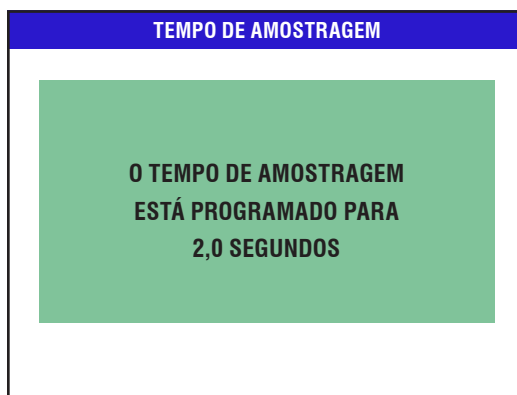 TEMPO DE AMOSTRAGEM
O TEMPO DE AMOSTRAGEM
ESTÁ PROGRAMADO PARA
2,0 SEGUNDOS